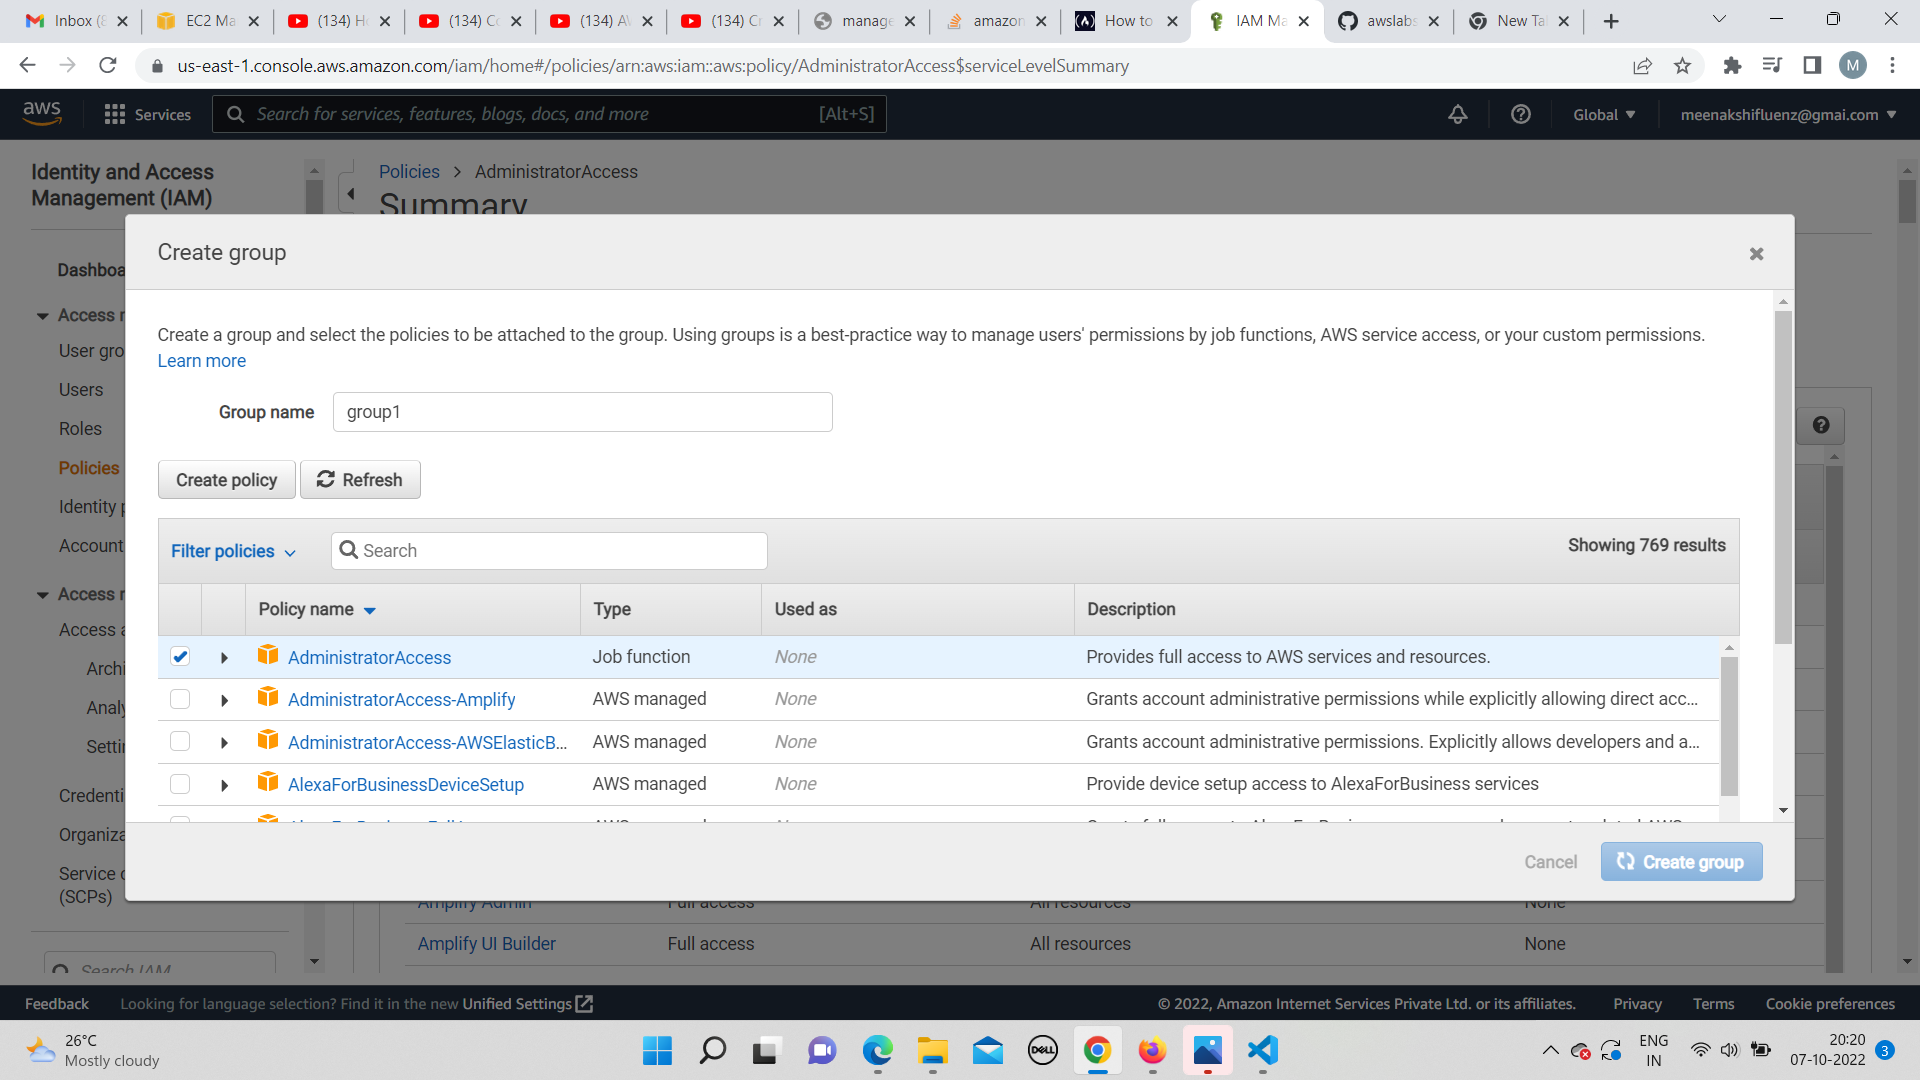 Inbox (8
EC2 Ma
(134) H
(134) C
(134) A
(134) C
manage
amazon
How to
IAM Ma
awslabs
New Ta
us-east-1.console.aws.amazon.com/iam/home#/policies/arn:aws:iam::aws:policy/AdministratorAccess$serviceLevelSummary
M
aws
Services
Search for services, features, blogs, docs, and more
[Alt+S]
Global
meenakshifluenz@gmai.com
Identity and Access
Management (IAM)
Policies > AdministratorAccess
Summary
Create group
Create a group and select the policies to be attached to the group. Using groups is a best-practice way to manage users' permissions by job functions, AWS service access, or your custom permissions.
Learn more
Group name
group1
Create policy
Refresh
Filter policies
Search
Showing 769 results
Policy name Type Used as Description
AdministratorAccess Job function None Provides full access to AWS services and resources.
AdministratorAccess-Amplify AWS managed None Grants account administrative permissions while explicitly allowing direct acc...
AdministratorAccess-AWSElasticB... AWS managed None Grants account administrative permissions. Explicitly allows developers and a...
AlexaForBusinessDeviceSetup AWS managed None Provide device setup access to AlexaForBusiness services
Cancel
Create group
Dashboa
Access
User gro
Users
Roles
Policies
Identity
Account
Access
Access a
Archi
Analy
Settin
Credenti
Organiza
Service c
(SCPs)
Search IAM
Amplify Admin Full access All resources None
Amplify UI Builder Full access All resources None
Feedback
Looking for language selection? Find it in the new Unified Settings
© 2022, Amazon Internet Services Private Ltd. or its affiliates.
Privacy
Terms
Cookie preferences
26°C
Mostly cloudy
DELL
ENG
IN
20:20
07-10-2022
3